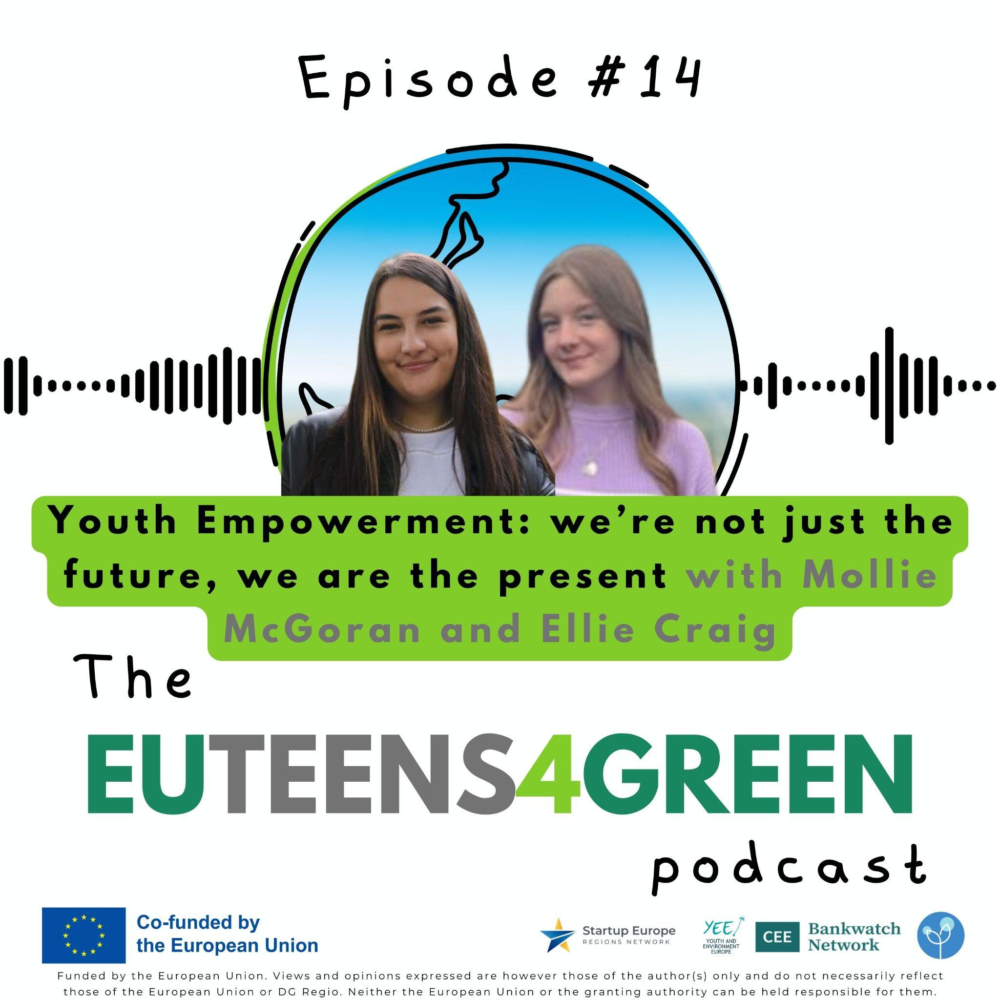 Episode #14
Youth Empowerment: we’re not just the
future, we are the present with Mollie
McGoran and Ellie Craig
The
EUTEENS4GREEN
podcast
Co-funded by
the European Union
Startup Europe
REGIONS NETWORK
YEE
YOUTH AND
ENVIRONMENT
EUROPE
CEE
Bankwatch
Network
Funded by the European Union. Views and opinions expressed are however those of the author(s) only and do not necessarily reflect
those of the European Union or DG Regio. Neither the European Union or the granting authority can be held responsible for them.